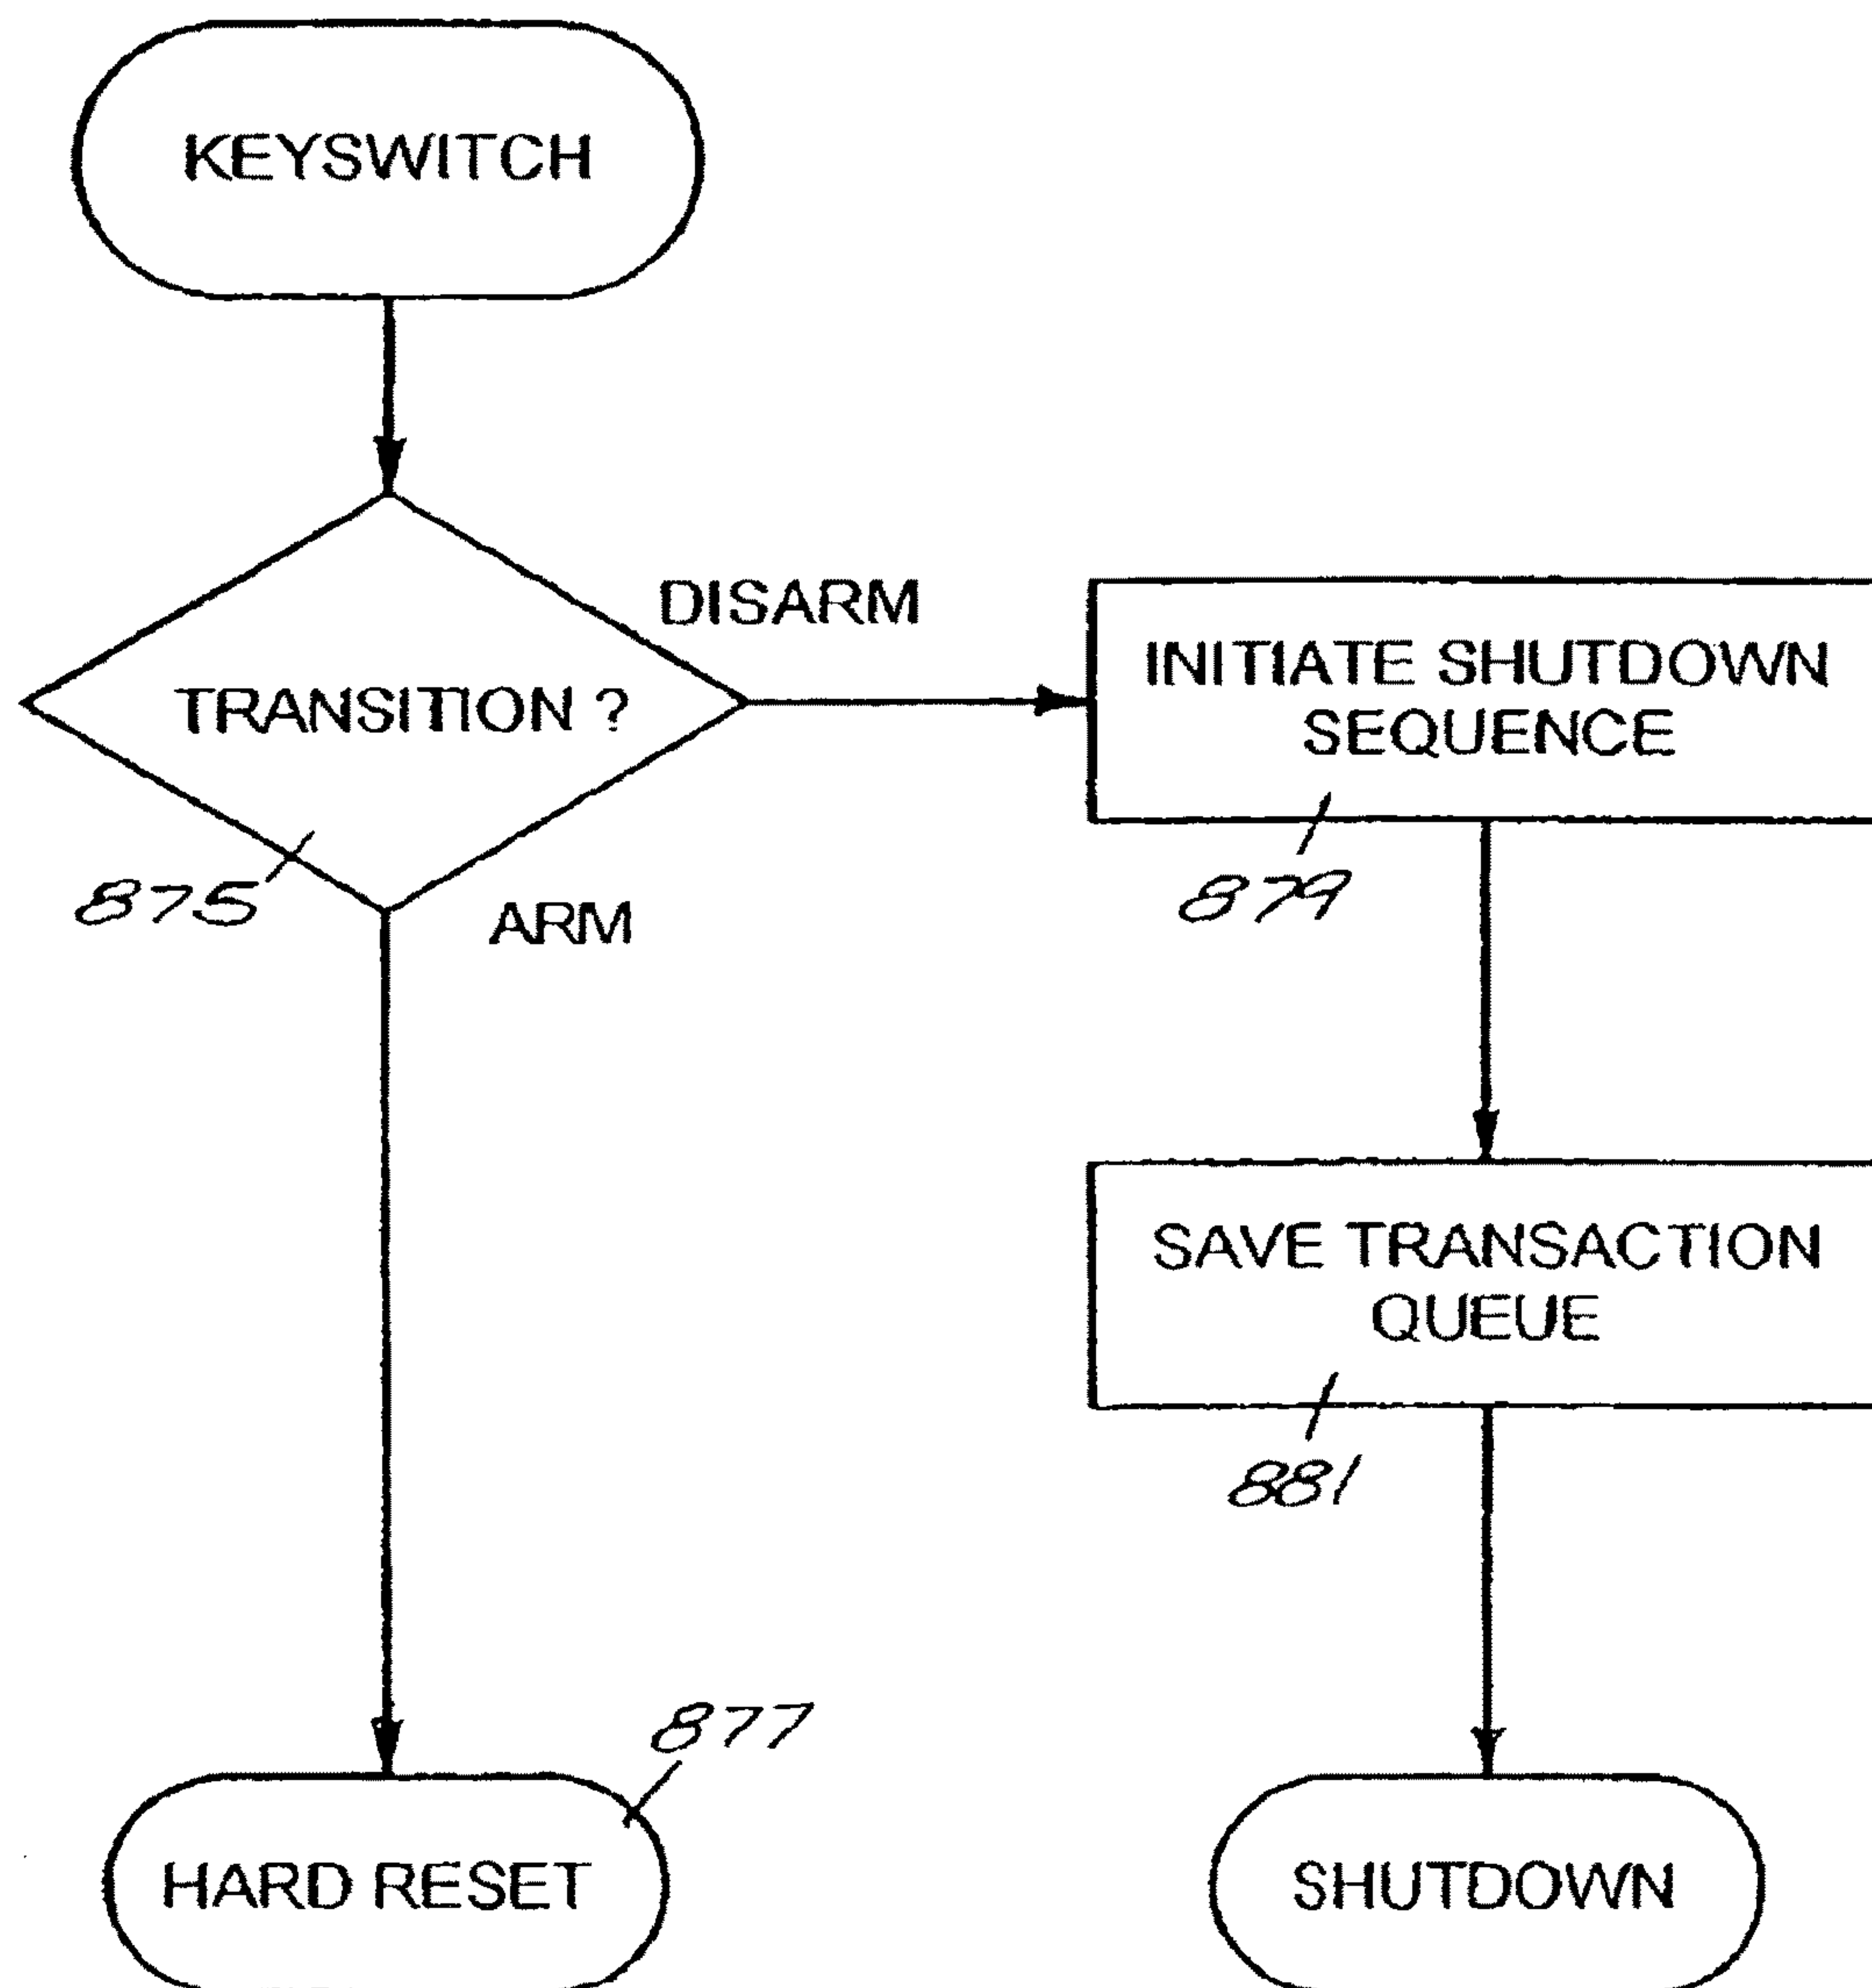 KEYSWITCH
DISARM
TRANSITION ?
INITIATE SHUTDOWN
SEQUENCE
875
ARM
879
SAVE TRANSACTION
QUEUE
881
877
HARD RESET
SHUTDOWN